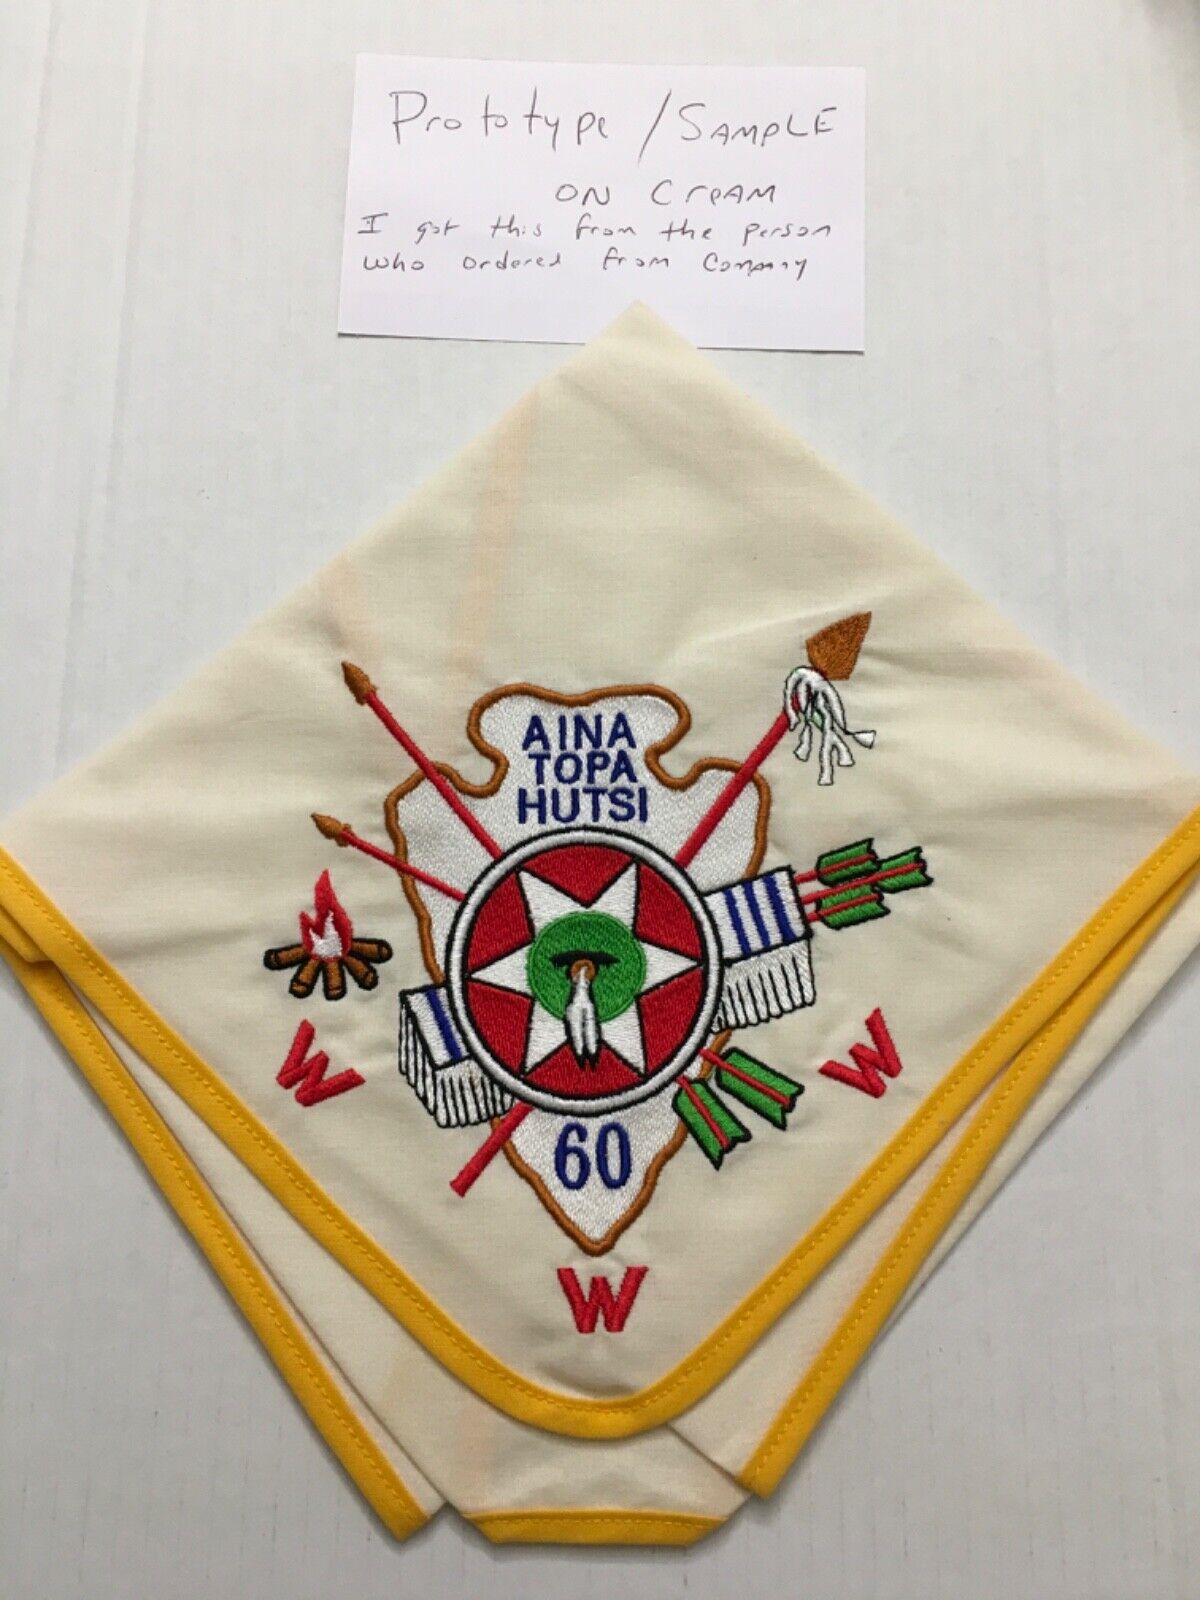 Prototype / SAMPLE
ON CreAM
I got this from the person
who ordered from Company
AINA
TOPA
HUTSI
60
W W
W